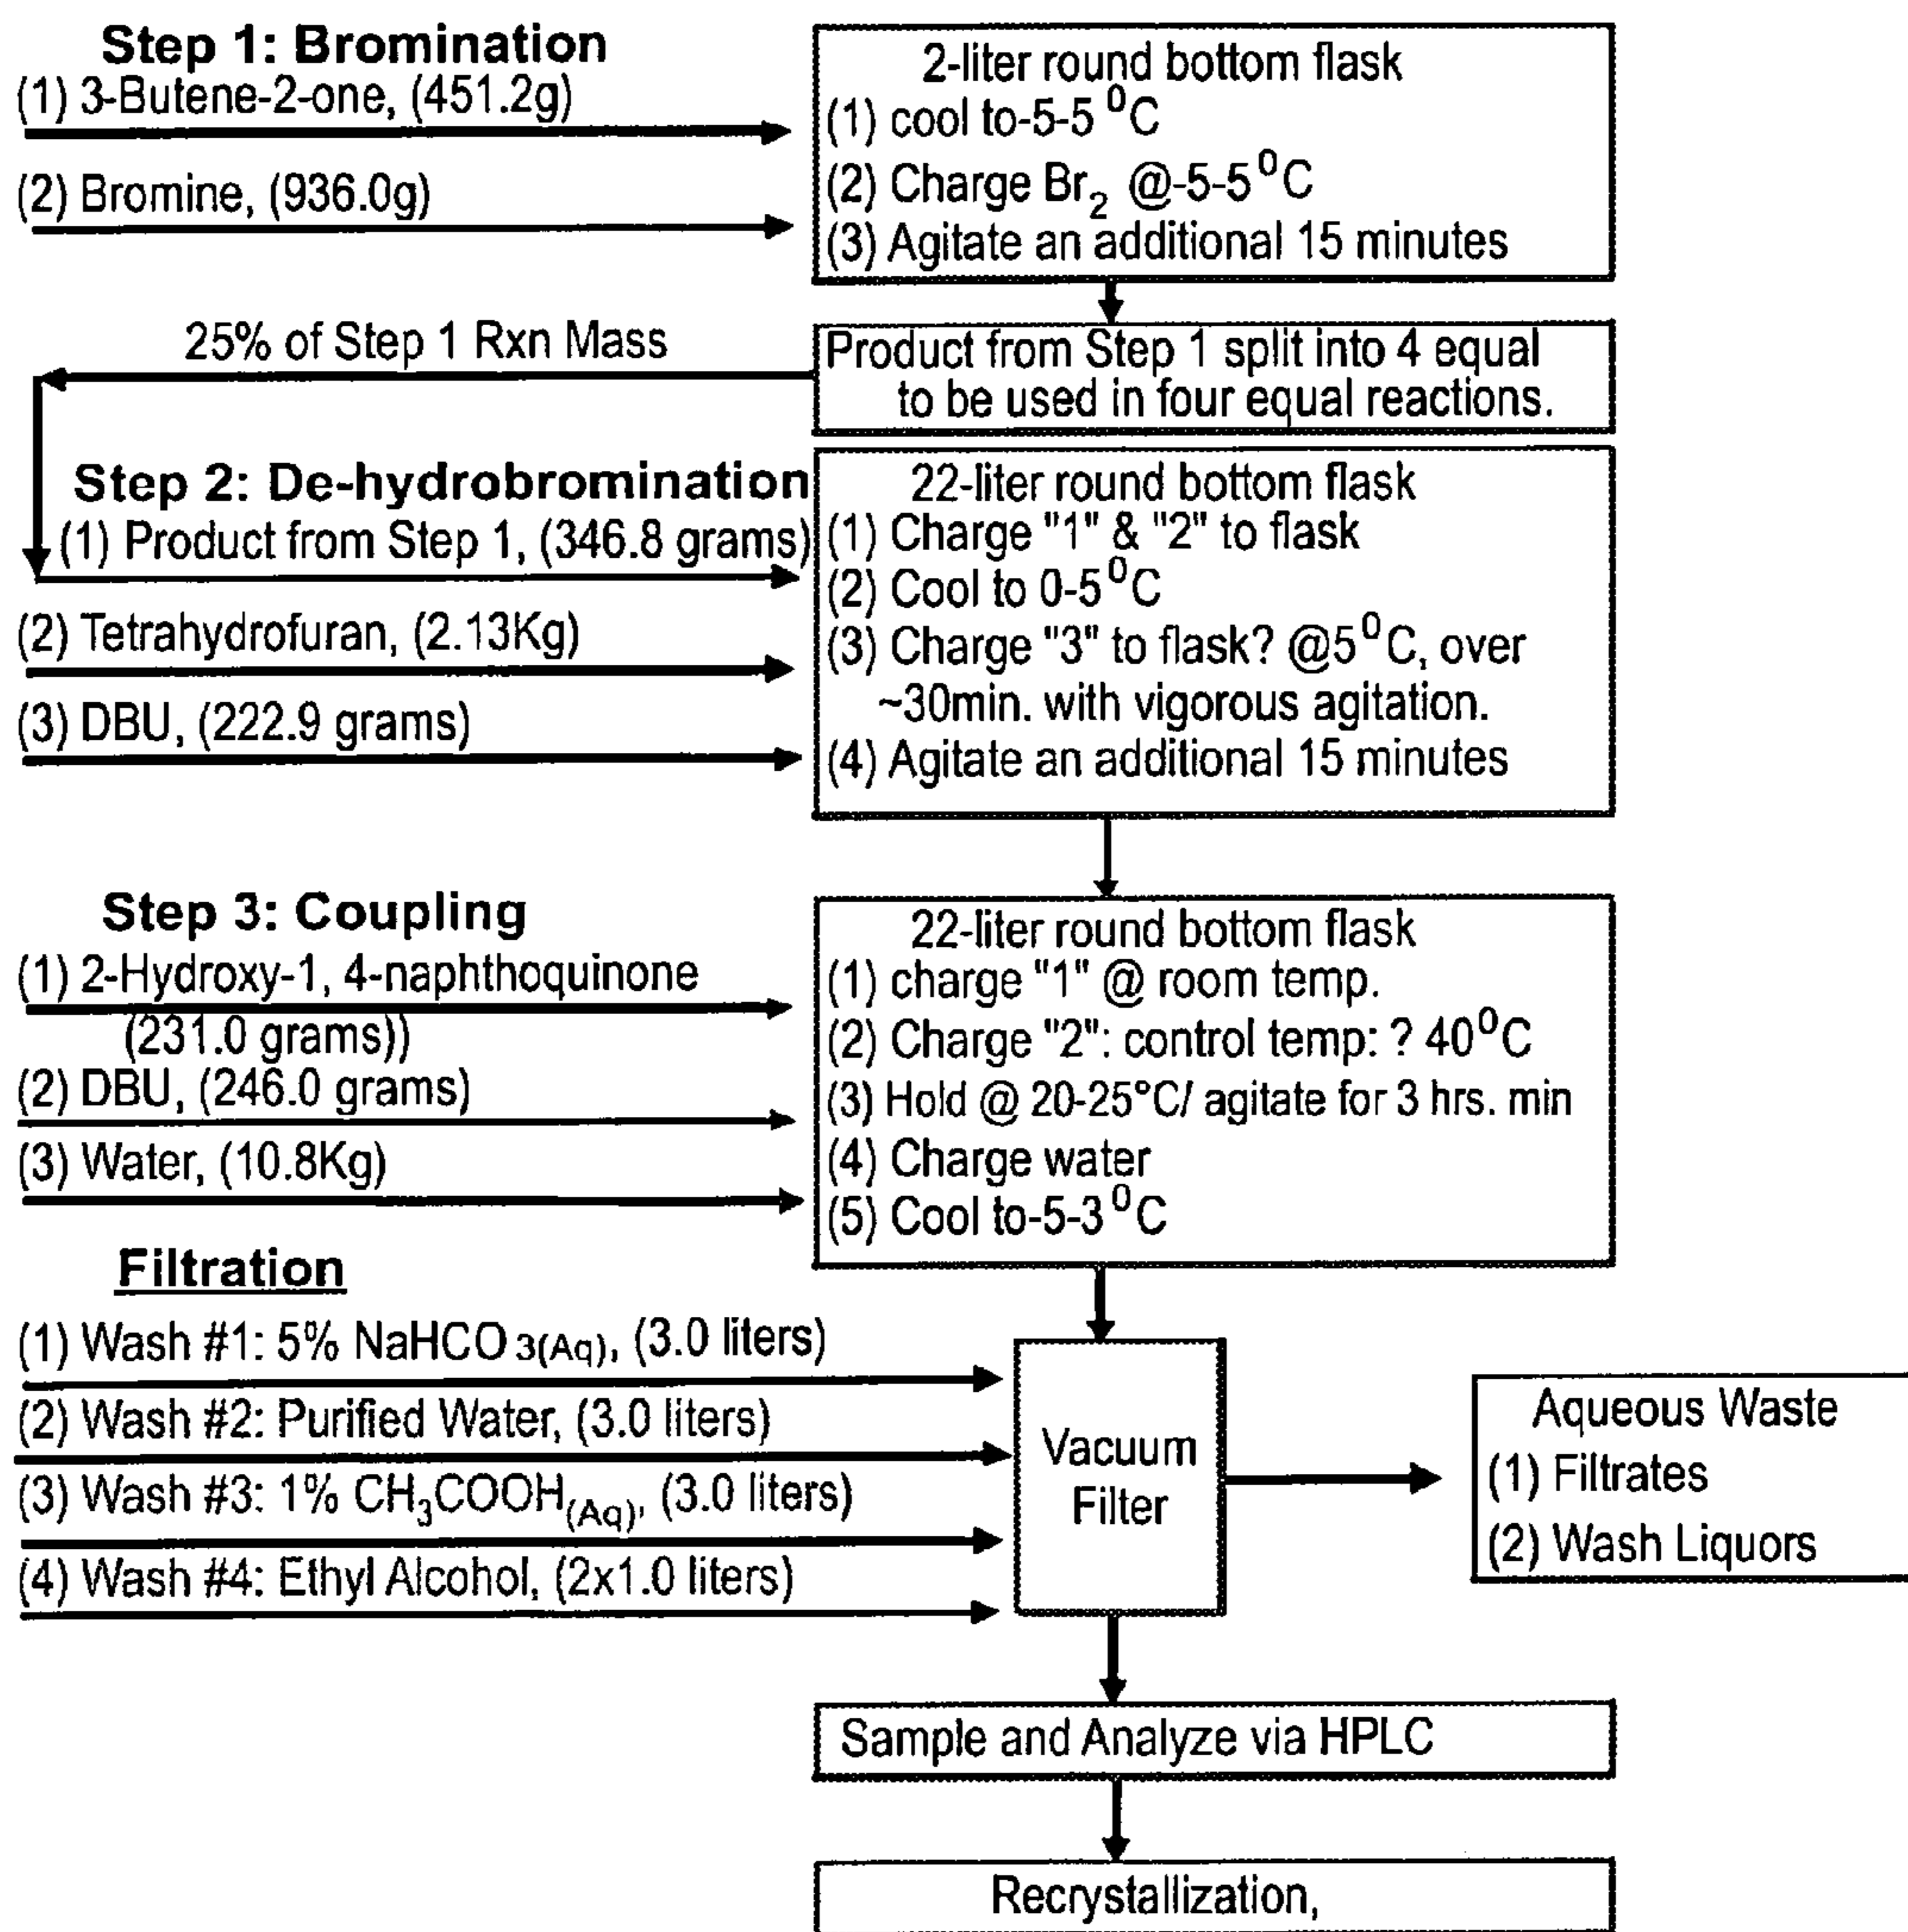 Step 1: Bromination
(1) 3-Butene-2-one, (451.2g)
(2) Bromine, (936.0g)
2-liter round bottom flask
(1) cool to-5-5 ⁰C
(2) Charge Br₂ @-5-5⁰C
(3) Agitate an additional 15 minutes
25% of Step 1 Rxn Mass
Product from Step 1 split into 4 equal
to be used in four equal reactions.
Step 2: De-hydrobromination
(1) Product from Step 1, (346.8 grams)
(2) Tetrahydrofuran, (2.13Kg)
(3) DBU, (222.9 grams)
22-liter round bottom flask
(1) Charge "1" & "2" to flask
(2) Cool to 0-5⁰C
(3) Charge "3" to flask? @5⁰C, over
~30min. with vigorous agitation.
(4) Agitate an additional 15 minutes
Step 3: Coupling
(1) 2-Hydroxy-1, 4-naphthoquinone
(231.0 grams))
(2) DBU, (246.0 grams)
(3) Water, (10.8Kg)
22-liter round bottom flask
(1) charge "1" @ room temp.
(2) Charge "2": control temp: ? 40⁰C
(3) Hold @ 20-25°C/ agitate for 3 hrs. min
(4) Charge water
(5) Cool to-5-3⁰C
Filtration
(1) Wash #1: 5% NaHCO₃(Aq), (3.0 liters)
(2) Wash #2: Purified Water, (3.0 liters)
(3) Wash #3: 1% CH₃COOH(Aq), (3.0 liters)
(4) Wash #4: Ethyl Alcohol, (2x1.0 liters)
Vacuum
Filter
Aqueous Waste
(1) Filtrates
(2) Wash Liquors
Sample and Analyze via HPLC
Recrystallization,